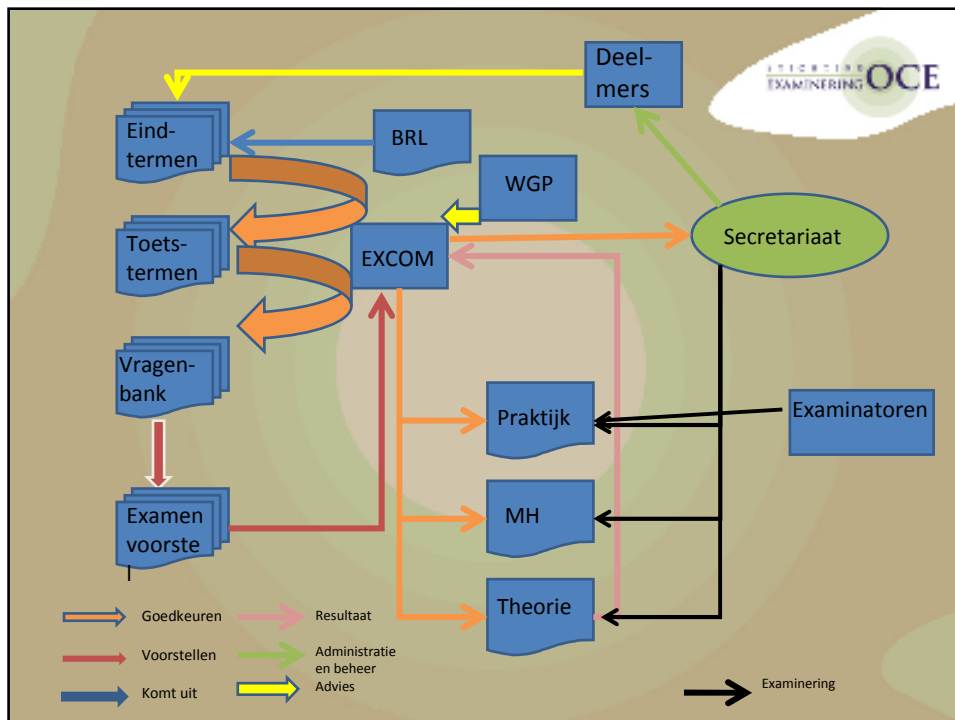 Deel-
mers
STICHTING
EXAMINERING OCE
Eind-
termen
BRL
WGP
Toets-
termen
EXCOM
Secretariaat
Vragen-
bank
Praktijk
Examinatoren
Examen
voorste
l
MH
Theorie
Goedkeuren
Resultaat
Voorstellen
Administratie
en beheer
Komt uit
Advies
Examinering